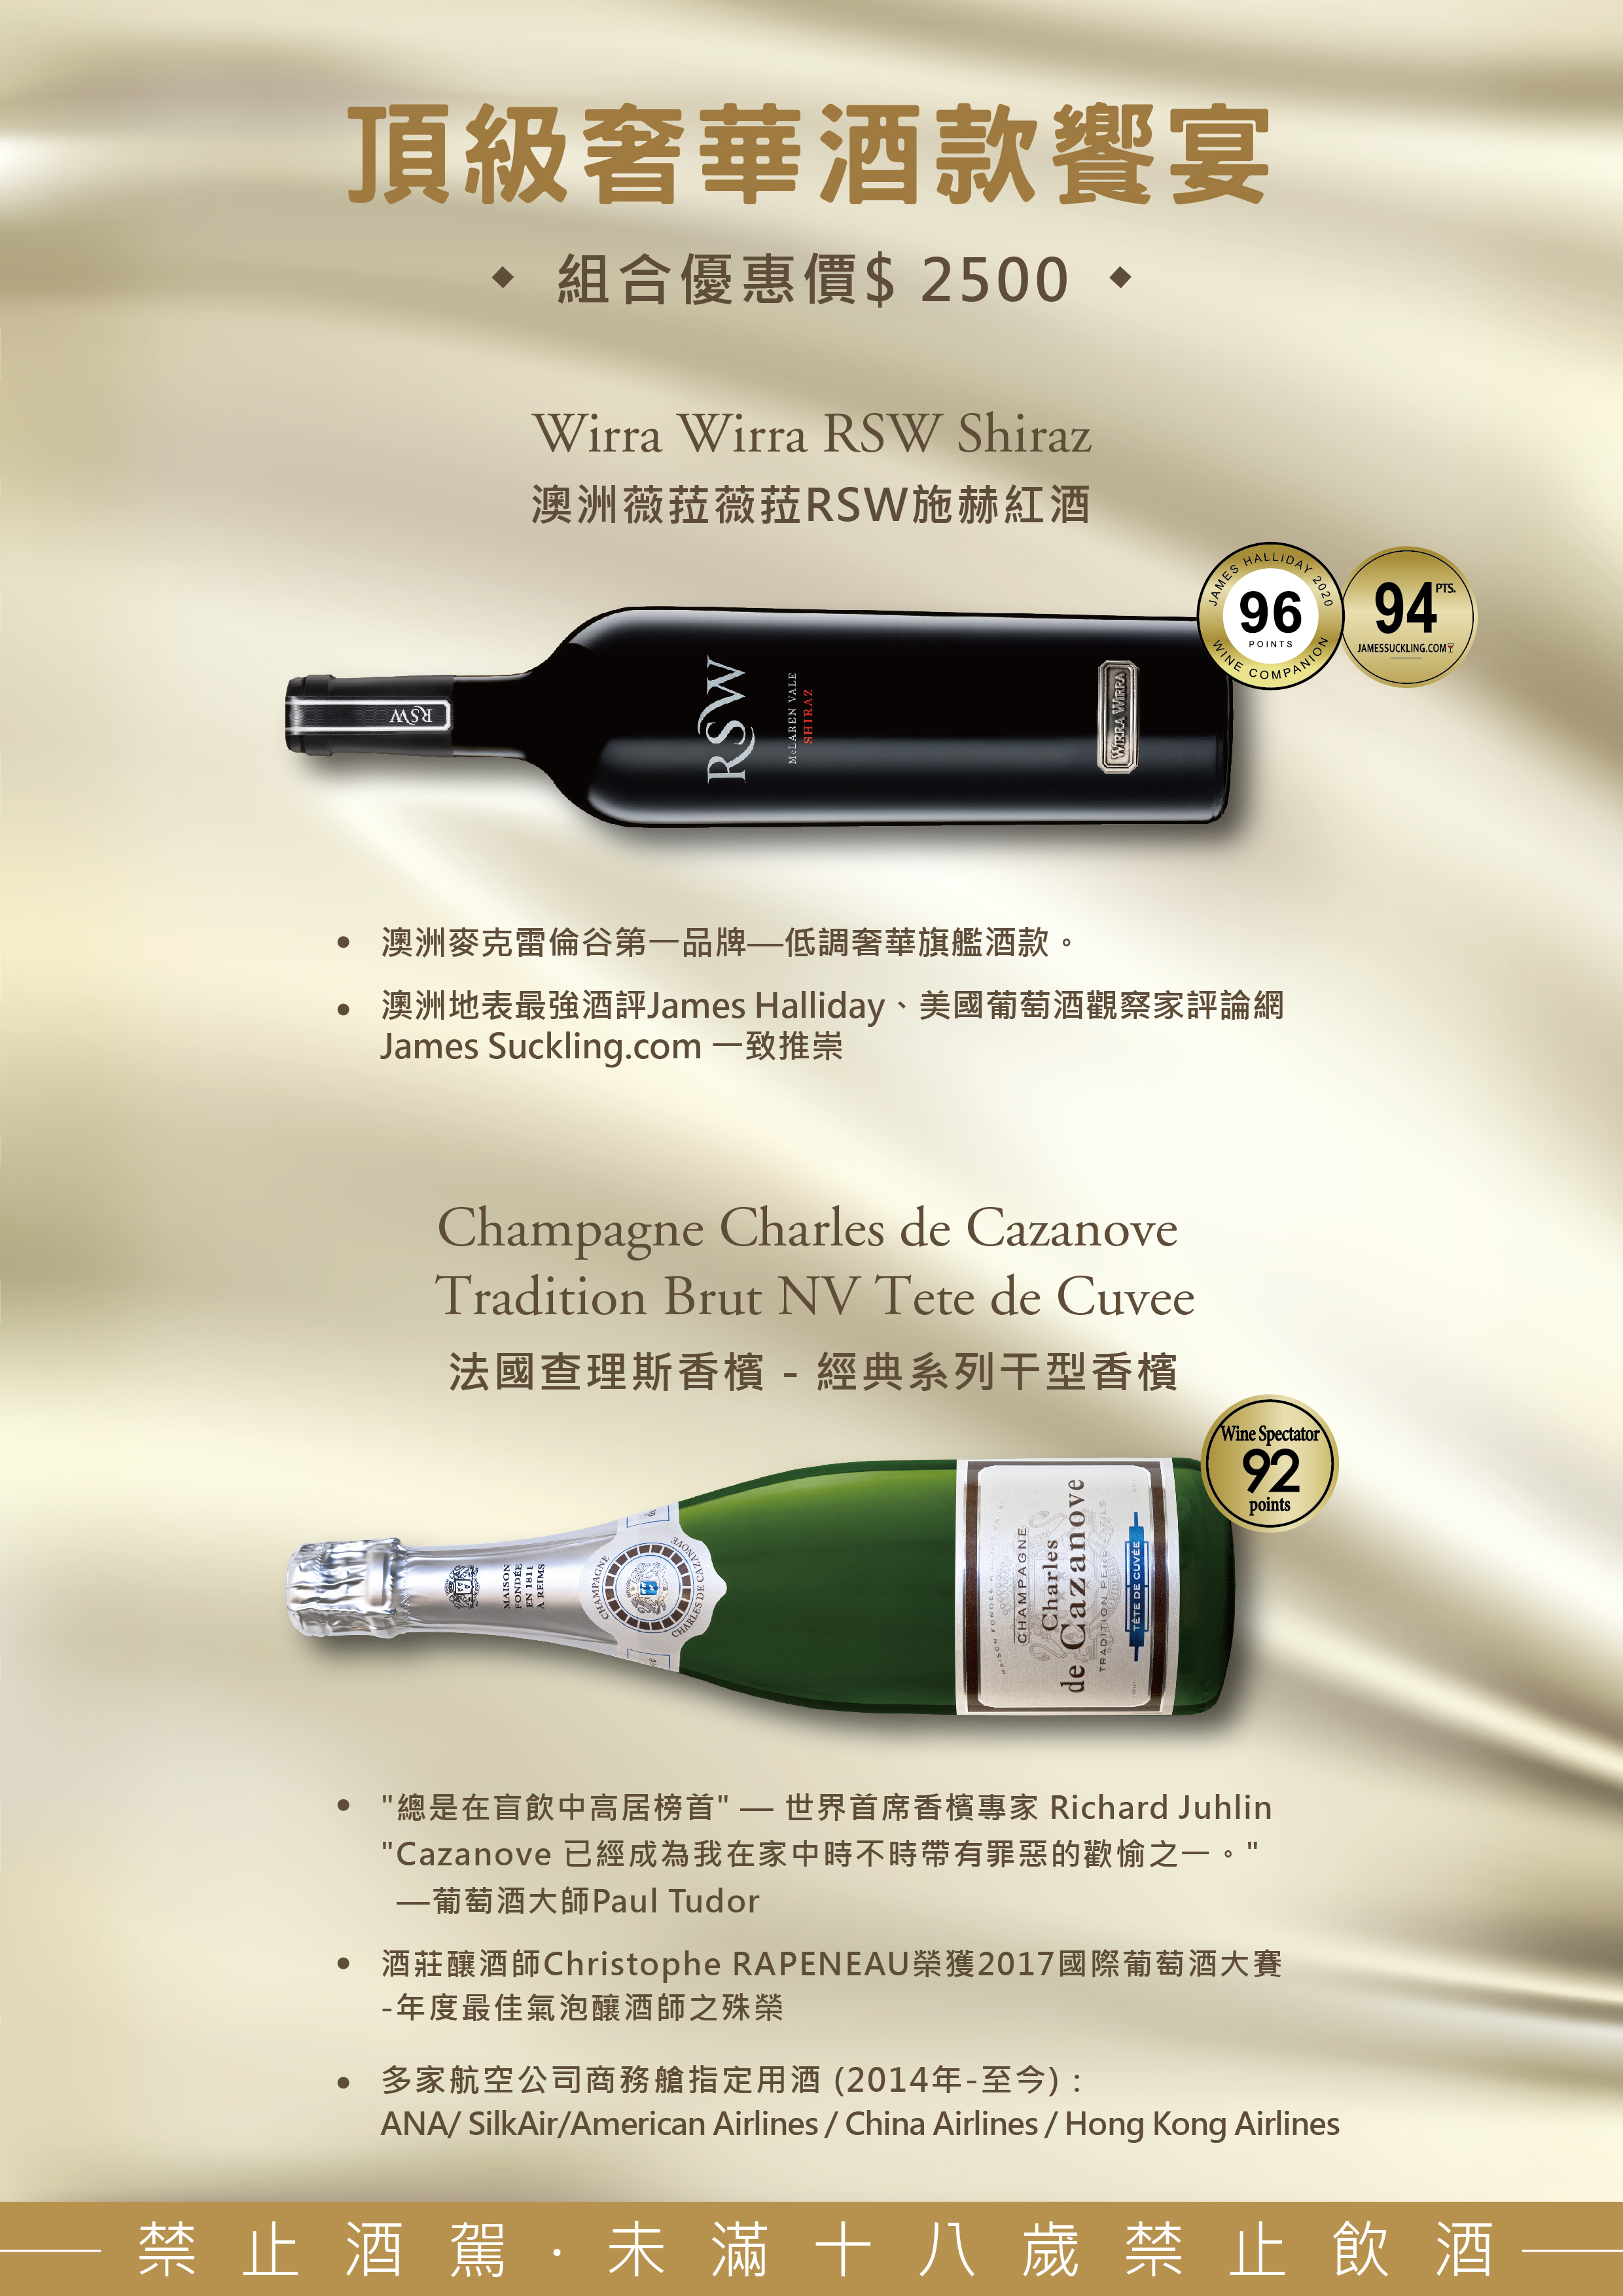 頂級奢華酒款饗宴
組合優惠價$ 2500
Wirra Wirra RSW Shiraz
澳洲薇菈薇菈RSW施赫紅酒
JAMES HALLIDAY 2020
96
POINTS
WINE COMPANION
94 PTS.
JAMESSUCKLING.COM
RSW
RSW
McLAREN VALE
SHIRAZ
WIRRA WIRRA
• 澳洲麥克雷倫谷第一品牌—低調奢華旗艦酒款。
• 澳洲地表最強酒評James Halliday、美國葡萄酒觀察家評論網
James Suckling.com 一致推崇
Champagne Charles de Cazanove
Tradition Brut NV Tete de Cuvee
法國查理斯香檳 - 經典系列干型香檳
Wine Spectator
92
points
MAISON
FONDÉE
EN 1811
À REIMS
CHAMPAGNE
CHARLES DE CAZANOVE
CHAMPAGNE
Charles
de Cazanove
TÊTE DE CUVÉE
• "總是在盲飲中高居榜首" — 世界首席香檳專家 Richard Juhlin
"Cazanove 已經成為我在家中時不時帶有罪惡的歡愉之一。"
—葡萄酒大師Paul Tudor
• 酒莊釀酒師Christophe RAPENEAU榮獲2017國際葡萄酒大賽
-年度最佳氣泡釀酒師之殊榮
• 多家航空公司商務艙指定用酒 (2014年-至今)：
ANA/ SilkAir/American Airlines / China Airlines / Hong Kong Airlines
禁止酒駕·未滿十八歲禁止飲酒